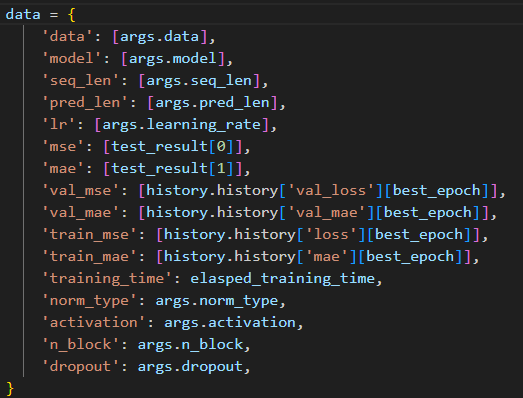 data = {
    'data': [args.data],
    'model': [args.model],
    'seq_len': [args.seq_len],
    'pred_len': [args.pred_len],
    'lr': [args.learning_rate],
    'mse': [test_result[0]],
    'mae': [test_result[1]],
    'val_mse': [history.history['val_loss'][best_epoch]],
    'val_mae': [history.history['val_mae'][best_epoch]],
    'train_mse': [history.history['loss'][best_epoch]],
    'train_mae': [history.history['mae'][best_epoch]],
    'training_time': elasped_training_time,
    'norm_type': args.norm_type,
    'activation': args.activation,
    'n_block': args.n_block,
    'dropout': args.dropout,
}